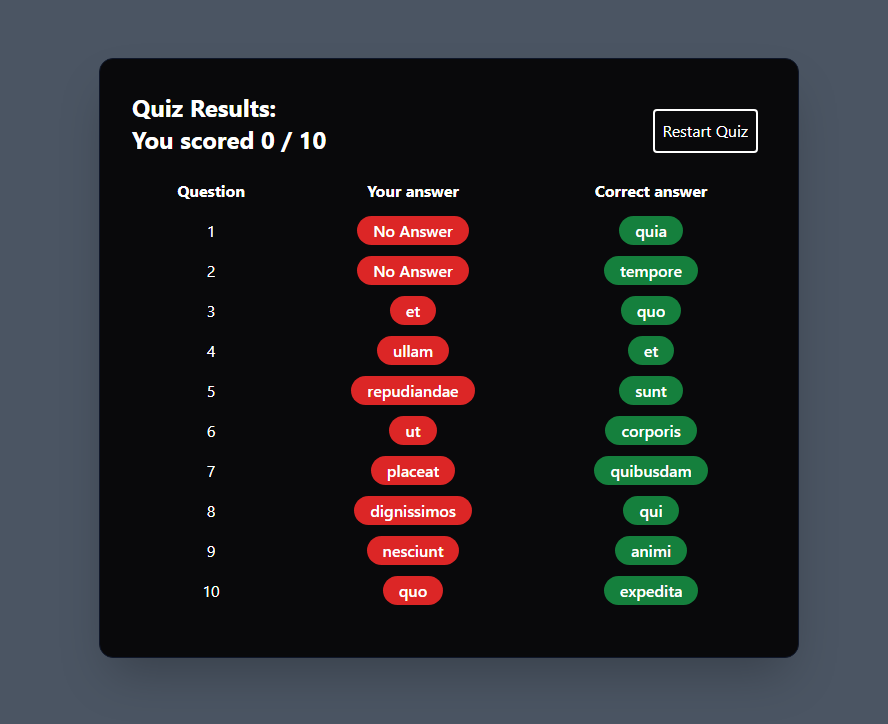 Quiz Results:
You scored 0 / 10
Restart Quiz
Question Your answer Correct answer
1 No Answer quia
2 No Answer tempore
3 et quo
4 ullam et
5 repudiandae sunt
6 ut corporis
7 placeat quibusdam
8 dignissimos qui
9 nesciunt animi
10 quo expedita